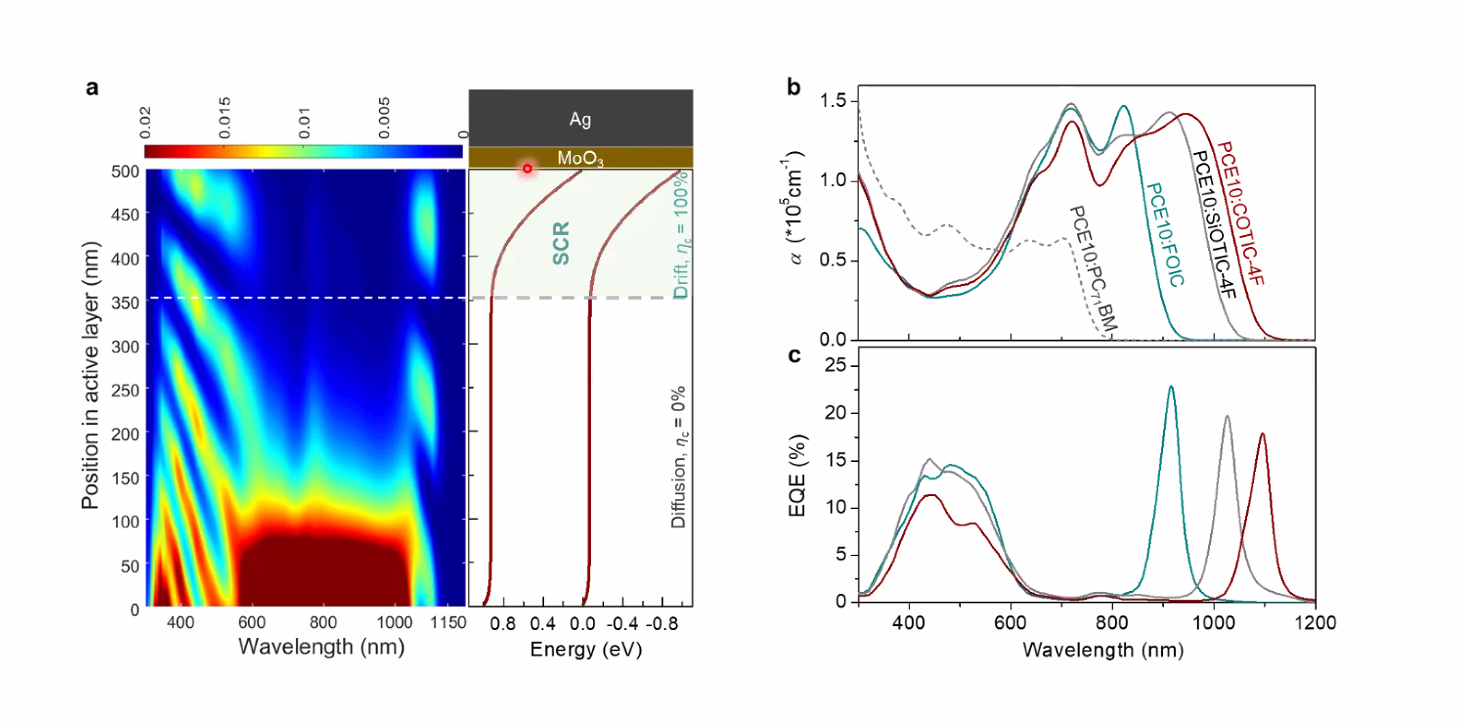 a
0.02
0.015
0.01
0.005
0
Ag
MoO₃
500
450
400
350
300
250
200
150
100
50
0
Position in active layer (nm)
400
600
800
1000
1150
Wavelength (nm)
SCR
Drift, ηc = 100%
Diffusion, ηc = 0%
0.8
0.4
0.0
-0.4
-0.8
Energy (eV)
b
1.5
1.0
0.5
0.0
α (*10⁵cm⁻¹)
PCE10:PC₇₁BM
PCE10:FOIC
PCE10:SiOTIC-4F
PCE10:COTIC-4F
c
25
20
15
10
5
0
EQE (%)
400
600
800
1000
1200
Wavelength (nm)